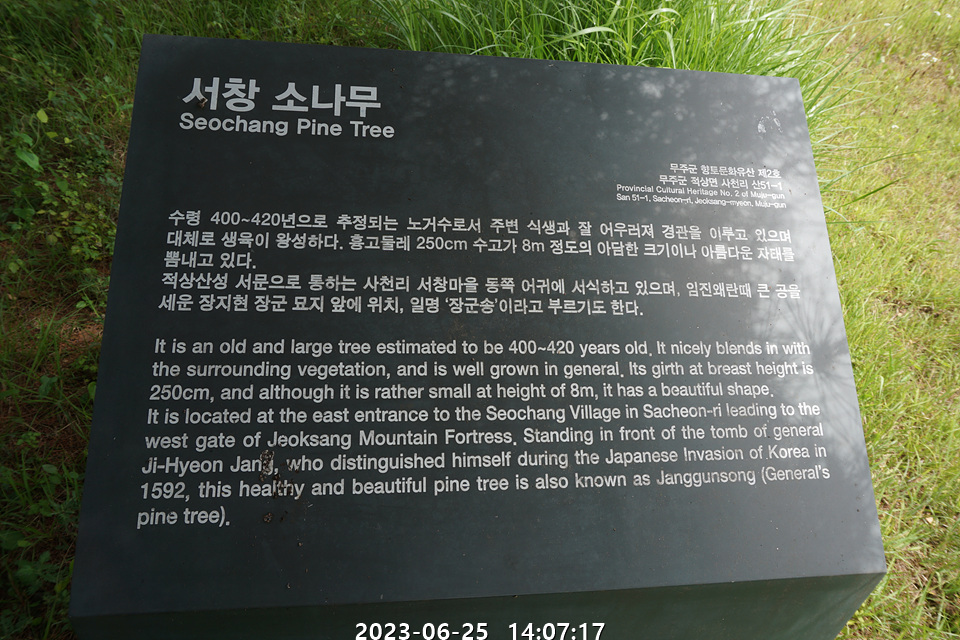 서창 소나무
Seochang Pine Tree
무주군 향토문화유산 제2호
무주군 적상면 사천리 산51-1
Provincial Cultural Heritage No. 2 of Muju-gun
San 51-1, Sacheon-ri, Jeoksang-myeon, Muju-gun
수령 400~420년으로 추정되는 노거수로서 주변 식생과 잘 어우러져 경관을 이루고 있으며
대체로 생육이 왕성하다. 흉고둘레 250cm 수고가 8m 정도의 아담한 크기이나 아름다운 자태를
뽐내고 있다.
적상산성 서문으로 통하는 사천리 서창마을 동쪽 어귀에 서식하고 있으며, 임진왜란때 큰 공을
세운 장지현 장군 묘지 앞에 위치, 일명 '장군송'이라고 부르기도 한다.
It is an old and large tree estimated to be 400~420 years old. It nicely blends in with
the surrounding vegetation, and is well grown in general. Its girth at breast height is
250cm, and although it is rather small at height of 8m, it has a beautiful shape.
It is located at the east entrance to the Seochang Village in Sacheon-ri leading to the
west gate of Jeoksang Mountain Fortress. Standing in front of the tomb of general
Ji-Hyeon Jang, who distinguished himself during the Japanese Invasion of Korea in
1592, this healthy and beautiful pine tree is also known as Janggunsong (General's
pine tree).
2023-06-25 14:07:17